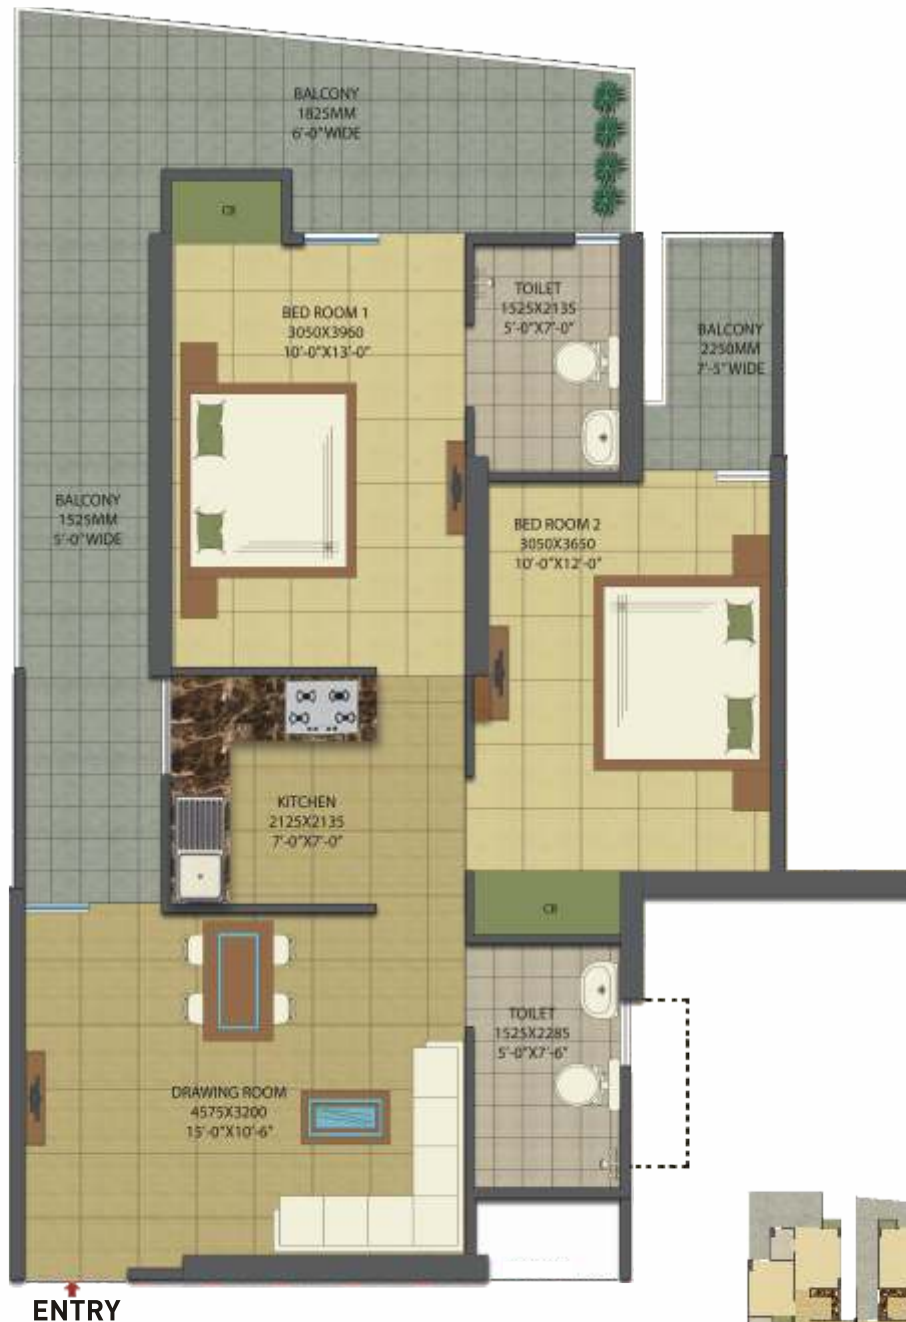 BALCONY
1825MM
6'-0"WIDE
CB
BED ROOM 1
3050X3960
10'-0"X13'-0"
TOILET
1525X2135
5'-0"X7'-0"
BALCONY
2250MM
7'-5"WIDE
BALCONY
1525MM
5'-0"WIDE
BED ROOM 2
3050X3650
10'-0"X12'-0"
KITCHEN
2125X2135
7'-0"X7'-0"
CB
TOILET
1525X2285
5'-0"X7'-6"
DRAWING ROOM
4575X3200
15'-0"X10'-6"
ENTRY